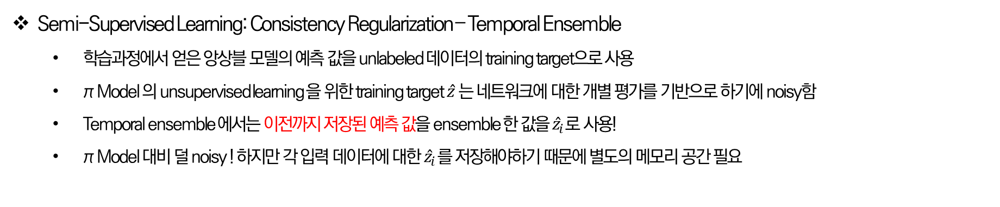 ❖ Semi-Supervised Learning: Consistency Regularization – Temporal Ensemble
• 학습과정에서 얻은 앙상블 모델의 예측 값을 unlabeled 데이터의 training target으로 사용
• π Model 의 unsupervised learning 을 위한 training target ẑ 는 네트워크에 대한 개별 평가를 기반으로 하기에 noisy함
• Temporal ensemble 에서는 이전까지 저장된 예측 값을 ensemble 한 값을 ẑᵢ 로 사용!
• π Model 대비 덜 noisy ! 하지만 각 입력 데이터에 대한 ẑᵢ 를 저장해야하기 때문에 별도의 메모리 공간 필요